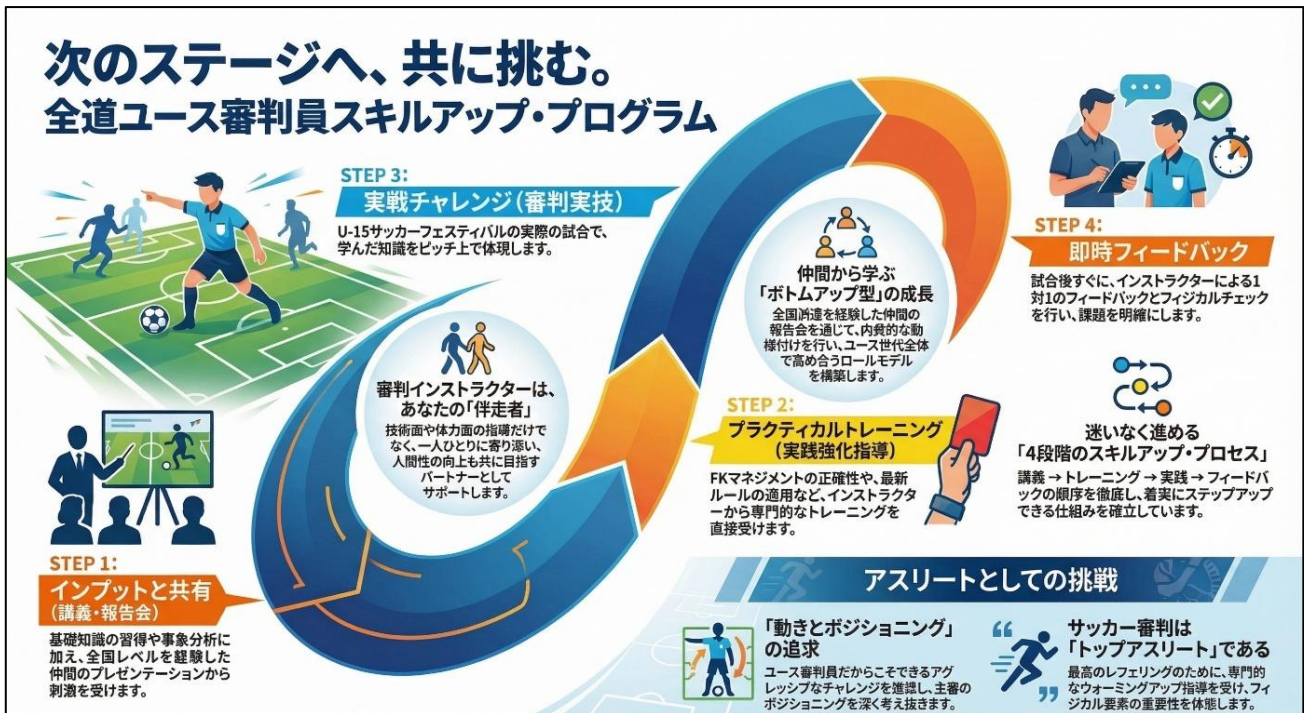 次のステージへ、共に挑む。
全道ユース審判員スキルアップ・プログラム
STEP 3:
実戦チャレンジ(審判実技)
U-15サッカーフェスティバルの実際の試合で、
学んだ知識をピッチ上で体現します。
審判インストラクターは、
あなたの「伴走者」
技術面や体力面の指導だけで
なく、一人ひとりに寄り添い、
人間性の向上も共に目指す
パートナーとして
サポートします。
STEP 1:
インプットと共有
(講義・報告会)
基礎知識の習得や事象分析に
加え、全国レベルを経験した
仲間のプレゼンテーションから
刺激を受けます。
仲間から学ぶ
「ボトムアップ型」の成長
全国 を経験した仲間の
報告会を通じて、内 的な動
様付けを行い、ユース世代全体
で高め合うロールモデル
を構築します。
STEP 2:
プラクティカルトレーニング
(実践強化指導)
FKマネジメントの正確性や、最新
ルールの適用など、インストラクタ
ーから専門的なトレーニングを
直接受けます。
STEP 4:
即時フィードバック
試合後すぐに、インストラクターによる1
対1のフィードバックとフィジカルチェック
を行い、課題を明確にします。
迷いなく進める
「4段階のスキルアップ・プロセス」
講義 → トレーニング → 実践 → フィードバ
ックの順序を徹底し、着実にステップアップ
できる仕組みを確立しています。
アスリートとしての挑戦
「動きとポジショニング」
の追求
ユース審判員だからこそできるアグ
レッシブなチャレンジを し、主審の
ポジショニングを深く考え抜きます。
サッカー審判は
「トップアスリート」である
最高のレフェリングのために、専門的
なウォーミングアップ指導を受け、フィ
ジカル要素の重要性を体感します。